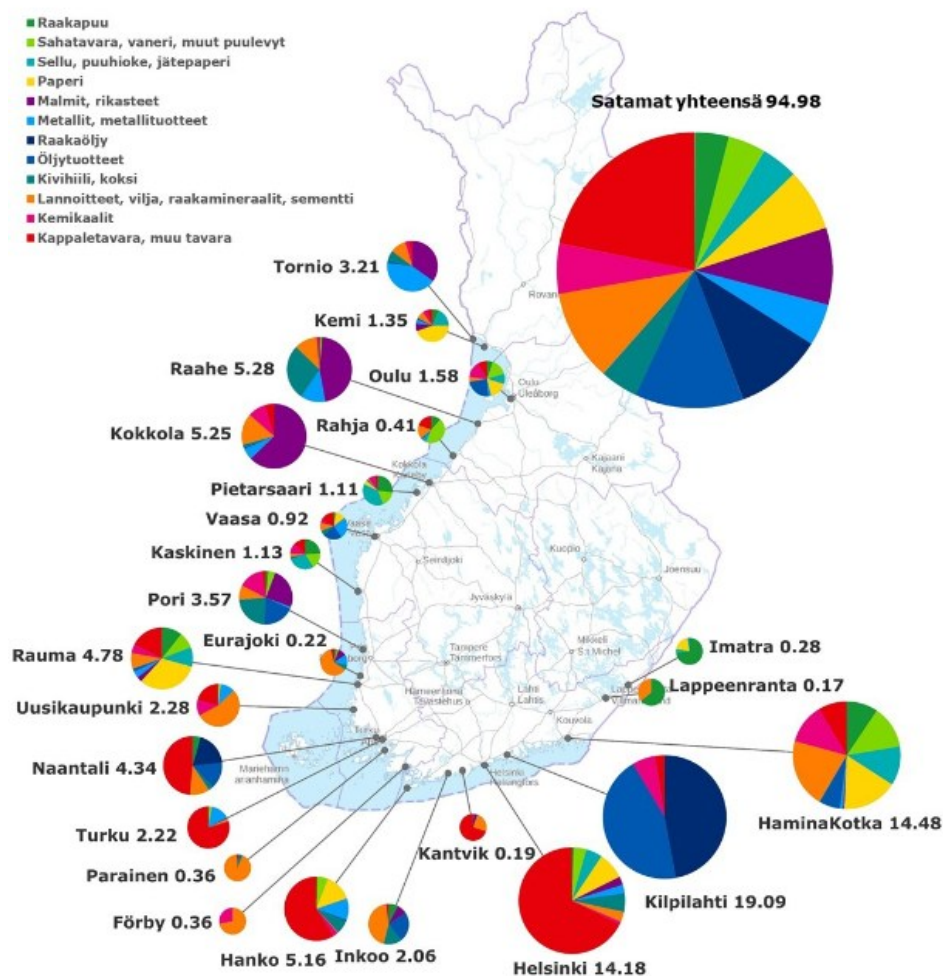 Raakapuu
Sahatavara, vaneri, muut puulevyt
Sellu, puuhioke, jätepaperi
Paperi
Malmit, rikasteet
Metallit, metallituotteet
Raakaöljy
Öljytuotteet
Kivihiili, koksi
Lannoitteet, vilja, raakamineraalit, sementti
Kemikaalit
Kappaletavara, muu tavara
Satamat yhteensä 94.98
Tornio 3.21
Rovan
Kemi 1.35
Raahe 5.28
Oulu 1.58
Oulu
Uleåborg
Kokkola 5.25
Rahja 0.41
Kokkola
Kajaani
Kajana
Pietarsaari 1.11
Vaasa 0.92
Kaskinen 1.13
Seinäjoki
Kuopio
Joensuu
Pori 3.57
Jyväskylä
Eurajoki 0.22
Rauma 4.78
Tampere
Tammerfors
Mikkeli
S:t Michel
Imatra 0.28
Lappeenranta 0.17
Hämeenlinna
Tavastehus
Lahti
Lahtis
Uusikaupunki 2.28
Kouvola
Turku
Naantali 4.34
Helsinki
Helsingfors
HaminaKotka 14.48
Turku 2.22
Kantvik 0.19
Parainen 0.36
Kilpilahti 19.09
Förby 0.36
Hanko 5.16
Inkoo 2.06
Helsinki 14.18